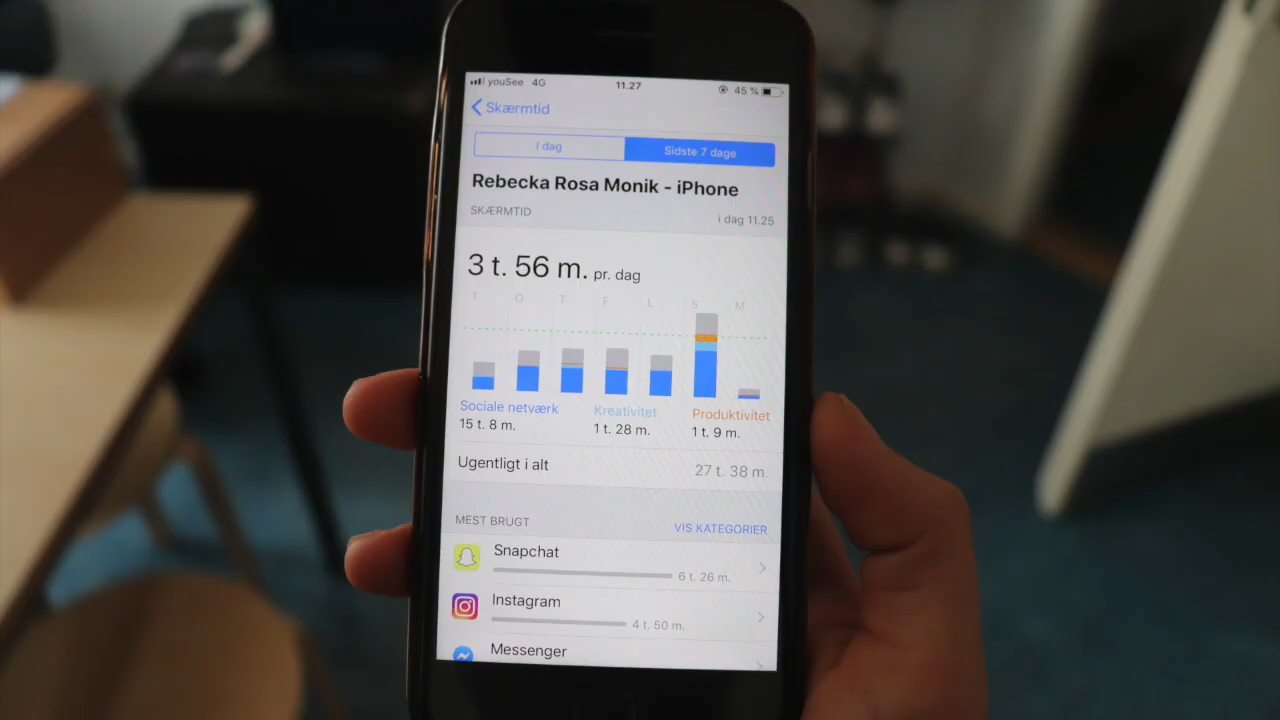 youSee 4G 11.27 45 %
Skærmtid
I dag Sidste 7 dage
Rebecka Rosa Monik - iPhone
SKÆRMTID i dag 11.25
3 t. 56 m. pr. dag
T O T F L S M
Sociale netværk Kreativitet Produktivitet
15 t. 8 m. 1 t. 28 m. 1 t. 9 m.
Ugentligt i alt 27 t. 38 m.
MEST BRUGT VIS KATEGORIER
Snapchat
6 t. 26 m.
Instagram
4 t. 50 m.
Messenger